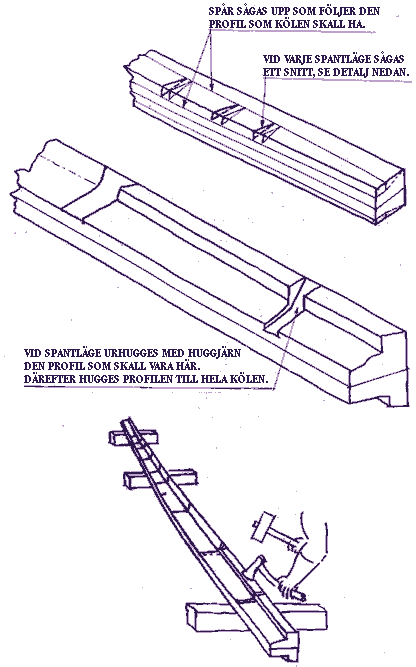 SPÅR SÅGAS UPP SOM FÖLJER DEN
PROFIL SOM KÖLEN SKALL HA.
VID VARJE SPANTLÄGE SÅGAS
ETT SNITT, SE DETALJ NEDAN.
VID SPANTLÄGE URHUGGES MED HUGGJÄRN
DEN PROFIL SOM SKALL VARA HÄR.
DÄREFTER HUGGES PROFILEN TILL HELA KÖLEN.